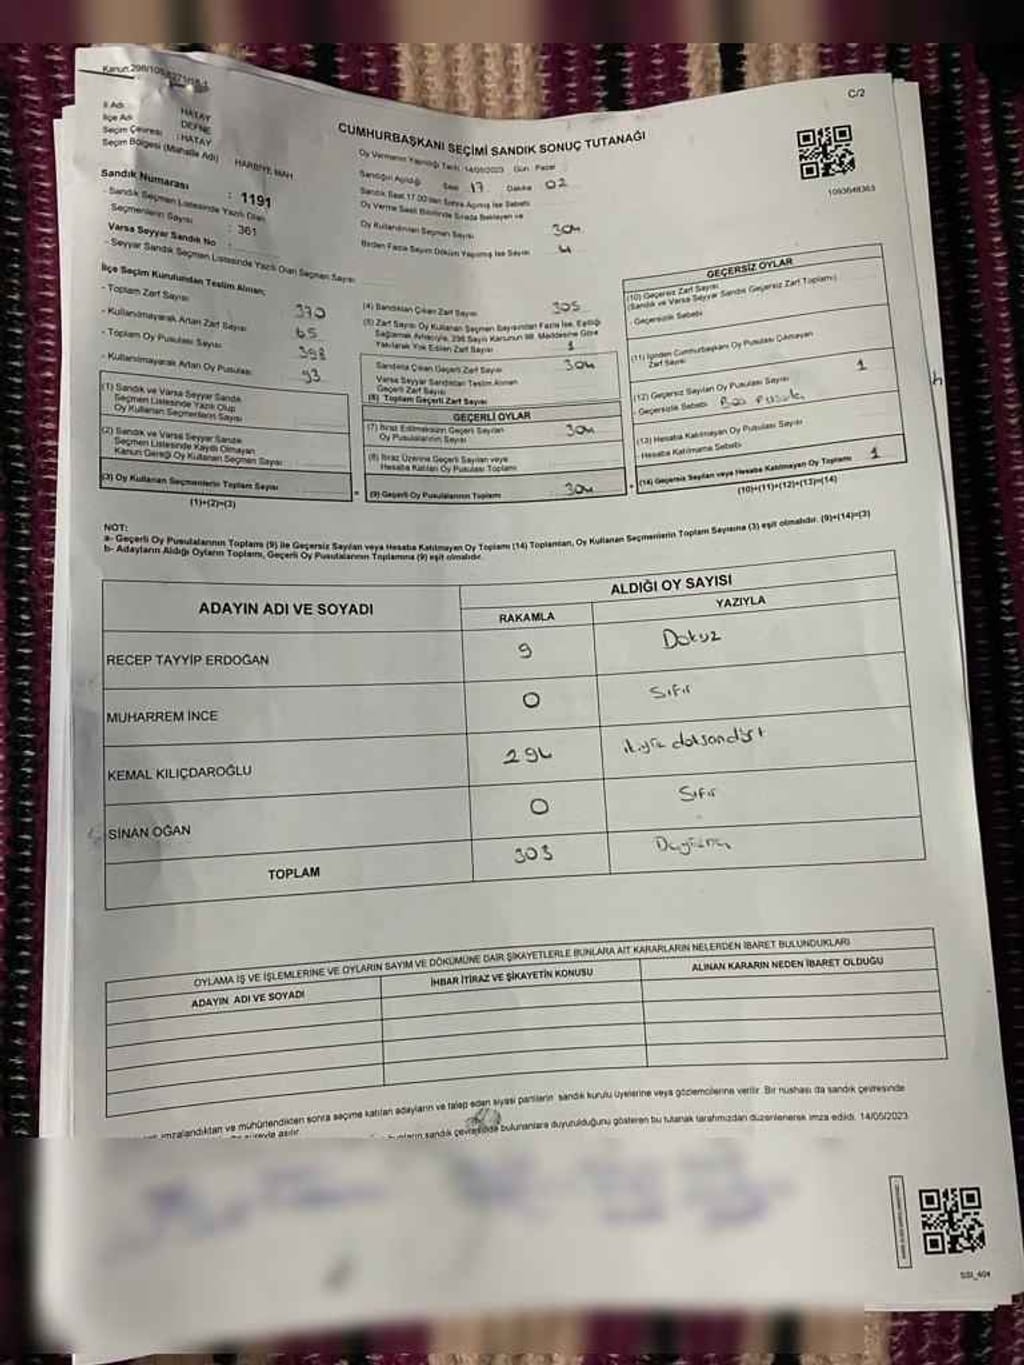 Kanun:298/105
C/2
İl Adı : HATAY
İlçe Adı : DEFNE
Seçim Çevresi : HATAY
Seçim Bölgesi (Mahalle Adı) HARBİYE MAH
Sandık Numarası : 1191
- Sandık Seçmen Listesinde Yazılı Olan
Seçmenlerin Sayısı : 361
Varsa Seyyar Sandık No :
- Seyyar Sandık Seçmen Listesinde Yazılı Olan Seçmen Sayısı
CUMHURBAŞKANI SEÇİMİ SANDIK SONUÇ TUTANAĞI
Oy Vermenin Yapıldığı Tarih: 14/05/2023 Gün: Pazar
Sandığın Açıldığı Saat 17 Dakika 02
Sandık Saat 17.00'den Sonra Açılmış İse Sebebi
Oy Verme Saati Bitiminde Sırada Bekleyen ve
Oy Kullandırılan Seçmen Sayısı 304
Birden Fazla Sayım Döküm Yapılmış İse Sayısı 4
1093648363
İlçe Seçim Kurulundan Teslim Alınan;
- Toplam Zarf Sayısı 370
- Kullanılmayarak Artan Zarf Sayısı 65
- Toplam Oy Pusulası Sayısı 398
- Kullanılmayarak Artan Oy Pusulası 93
(1) Sandık ve Varsa Seyyar Sandık
Seçmen Listesinde Yazılı Olup
Oy Kullanan Seçmenlerin Sayısı
(2) Sandık ve Varsa Seyyar Sandık
Seçmen Listesinde Kayıtlı Olmayan
Kanun Gereği Oy Kullanan Seçmen Sayısı
(3) Oy Kullanan Seçmenlerin Toplam Sayısı
(1)+(2)=(3)
(4) Sandıktan Çıkan Zarf Sayısı 305
(5) Zarf Sayısı Oy Kullanan Seçmen Sayısından Fazla İse, Eşitliği
Sağlamak Amacıyla, 298 Sayılı Kanunun 98. Maddesine Göre
Yakılarak Yok Edilen Zarf Sayısı 1
Sandıkta Çıkan Geçerli Zarf Sayısı 304
Varsa Seyyar Sandıktan Teslim Alınan
Geçerli Zarf Sayısı
(6) Toplam Geçerli Zarf Sayısı
GEÇERLİ OYLAR
(7) İtiraz Edilmeksizin Geçerli Sayılan
Oy Pusulalarının Sayısı 304
(8) İtiraz Üzerine Geçerli Sayılan veya
Hesaba Katılan Oy Pusulası Toplamı
(9) Geçerli Oy Pusulalarının Toplamı 304
GEÇERSİZ OYLAR
(10) Geçersiz Zarf Sayısı
(Sandık ve Varsa Seyyar Sandık Geçersiz Zarf Toplamı)
- Geçersizlik Sebebi
(11) İçinden Cumhurbaşkanı Oy Pusulası Çıkmayan
Zarf Sayısı
(12) Geçersiz Sayılan Oy Pusulası Sayısı 1
- Geçersizlik Sebebi Boş Pusula
(13) Hesaba Katılmayan Oy Pusulası Sayısı
- Hesaba Katılmama Sebebi
(14) Geçersiz Sayılan veya Hesaba Katılmayan Oy Toplamı 1
(10)+(11)+(12)+(13)=(14)
NOT:
a- Geçerli Oy Pusulalarının Toplamı (9) ile Geçersiz Sayılan veya Hesaba Katılmayan Oy Toplamı (14) Toplamları, Oy Kullanan Seçmenlerin Toplam Sayısına (3) eşit olmalıdır. (9)+(14)=(3)
b- Adayların Aldığı Oyların Toplamı, Geçerli Oy Pusulalarının Toplamına (9) eşit olmalıdır.
ADAYIN ADI VE SOYADI
ALDIĞI OY SAYISI
RAKAMLA YAZIYLA
RECEP TAYYİP ERDOĞAN 9 Dokuz
MUHARREM İNCE 0 Sıfır
KEMAL KILIÇDAROĞLU 294 ikiyüz doksandört
SİNAN OĞAN 0 Sıfır
TOPLAM 303
OYLAMA İŞ VE İŞLEMLERİNE VE OYLARIN SAYIM VE DÖKÜMÜNE DAİR ŞİKAYETLERLE BUNLARA AİT KARARLARIN NELERDEN İBARET BULUNDUKLARI
ADAYIN ADI VE SOYADI İHBAR İTİRAZ VE ŞİKAYETİN KONUSU ALINAN KARARIN NEDEN İBARET OLDUĞU
imzalandıktan ve mühürlendikten sonra seçime katılan adayların ve talep eden siyasi partilerin sandık kurulu üyelerine veya gözlemcilerine verilir. Bir nüshası da sandık çevresinde
süreyle asılır.
bunların sandık çevresinde bulunanlara duyurulduğunu gösteren bu tutanak tarafımızdan düzenlenerek imza edildi. 14/05/2023
SSI_404